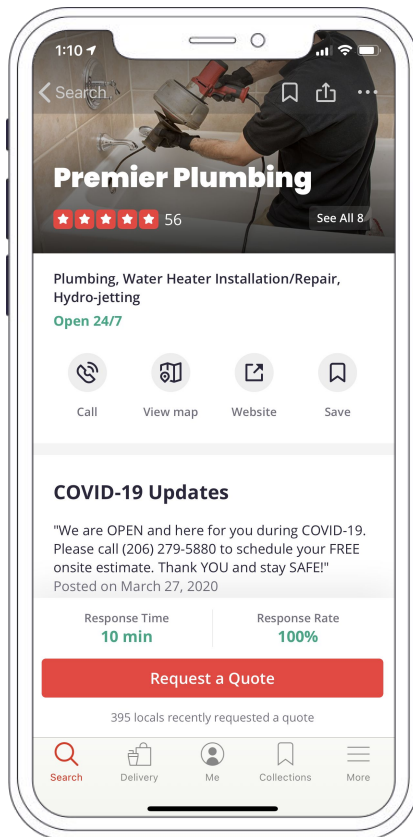 1:10
Search
Premier Plumbing
56
See All 8
Plumbing, Water Heater Installation/Repair,
Hydro-jetting
Open 24/7
Call
View map
Website
Save
COVID-19 Updates
"We are OPEN and here for you during COVID-19.
Please call (206) 279-5880 to schedule your FREE
onsite estimate. Thank YOU and stay SAFE!"
Posted on March 27, 2020
Response Time
Response Rate
10 min
100%
Request a Quote
395 locals recently requested a quote
Search
Delivery
Me
Collections
More